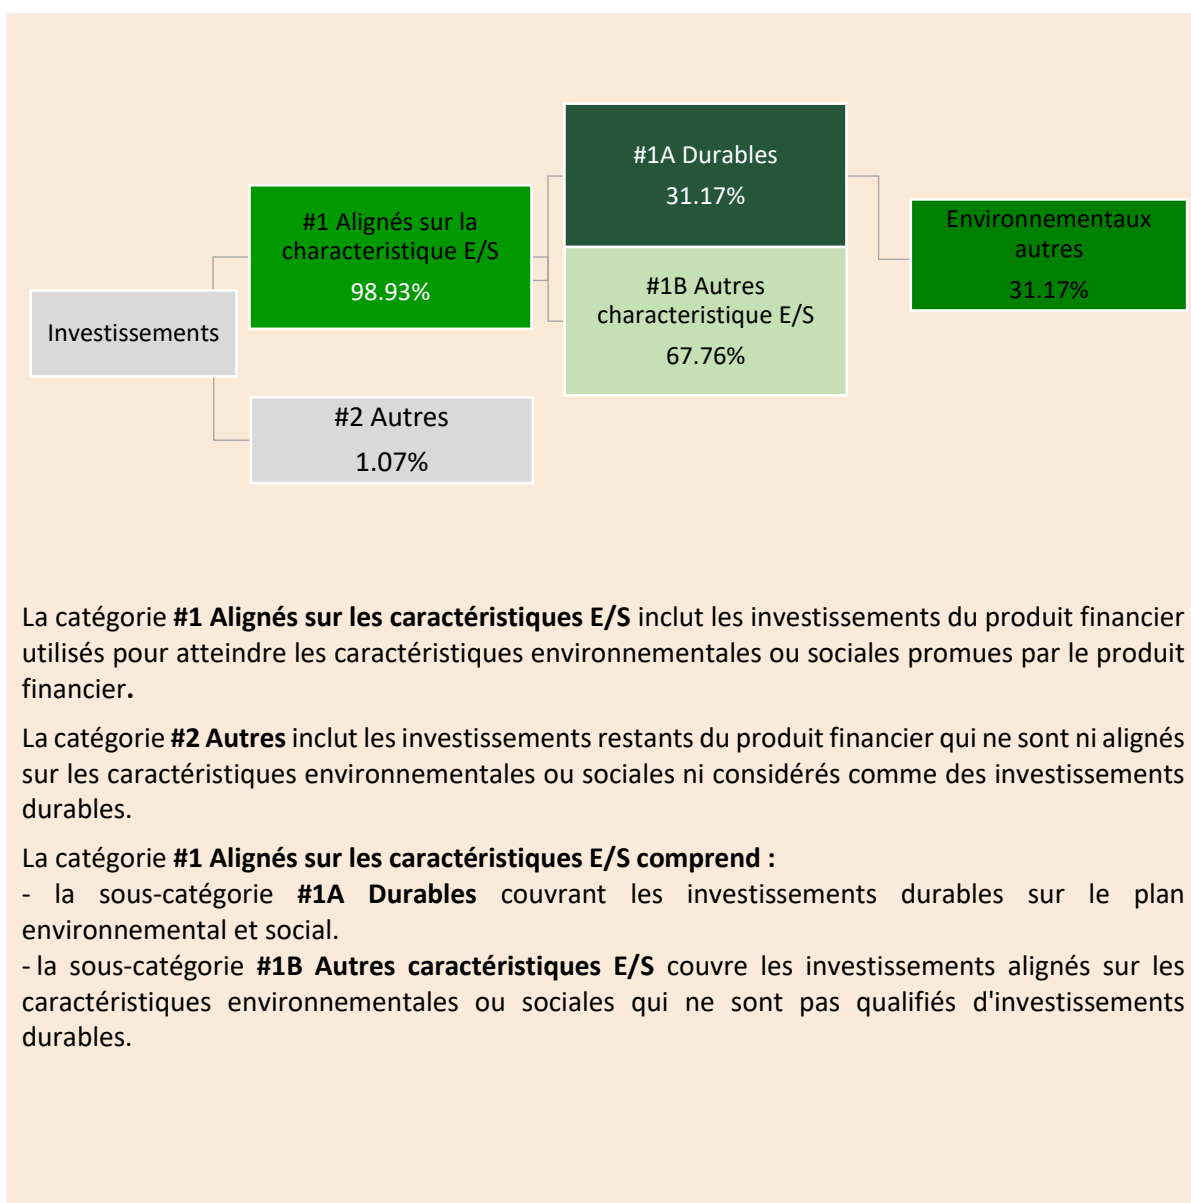 #1A Durables
31.17%
#1 Alignés sur la
characteristique E/S
98.93%
Environnementaux
autres
31.17%
#1B Autres
characteristique E/S
67.76%
Investissements
#2 Autres
1.07%
La catégorie #1 Alignés sur les caractéristiques E/S inclut les investissements du produit financier
utilisés pour atteindre les caractéristiques environnementales ou sociales promues par le produit
financier.
La catégorie #2 Autres inclut les investissements restants du produit financier qui ne sont ni alignés
sur les caractéristiques environnementales ou sociales ni considérés comme des investissements
durables.
La catégorie #1 Alignés sur les caractéristiques E/S comprend :
- la sous-catégorie #1A Durables couvrant les investissements durables sur le plan
environnemental et social.
- la sous-catégorie #1B Autres caractéristiques E/S couvre les investissements alignés sur les
caractéristiques environnementales ou sociales qui ne sont pas qualifiés d'investissements
durables.